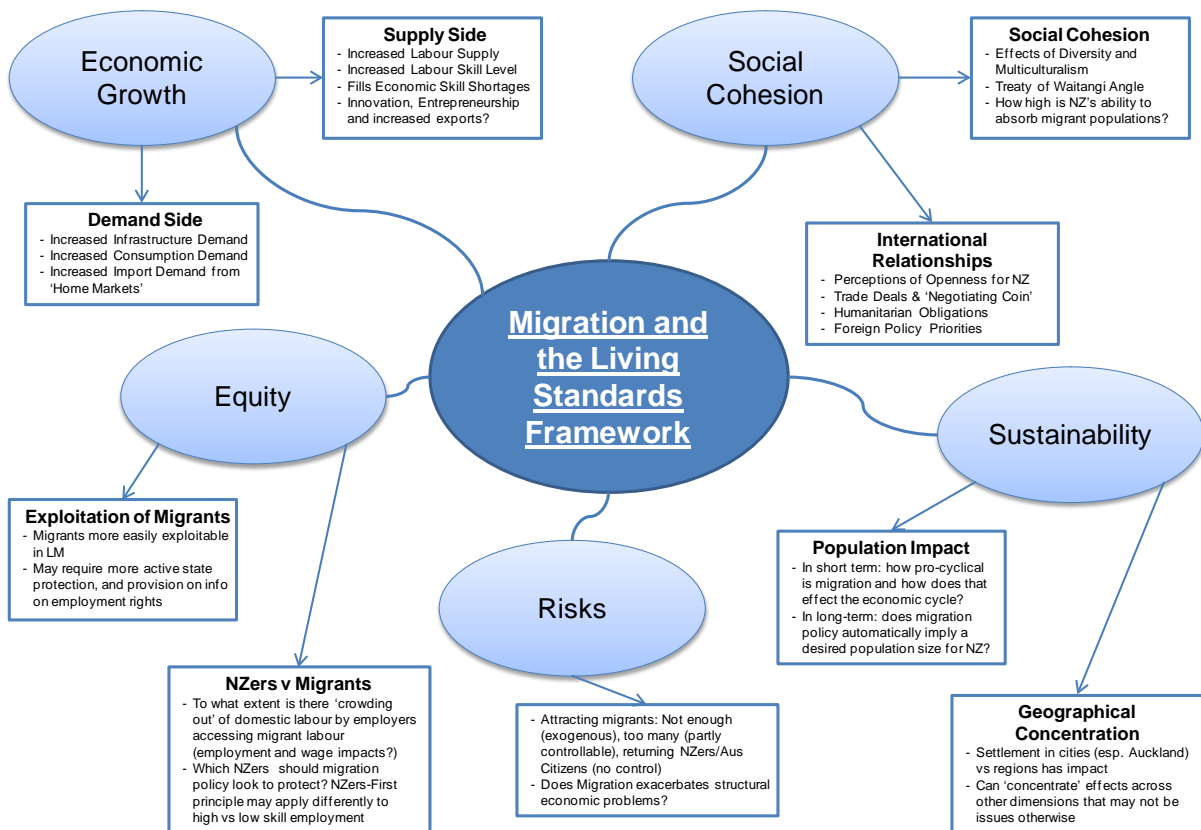 Economic
Growth
Supply Side
- Increased Labour Supply
- Increased Labour Skill Level
- Fills Economic Skill Shortages
- Innovation, Entrepreneurship
and increased exports?
Demand Side
- Increased Infrastructure Demand
- Increased Consumption Demand
- Increased Import Demand from
‘Home Markets’
Social
Cohesion
Social Cohesion
- Effects of Diversity and
Multiculturalism
- Treaty of Waitangi Angle
- How high is NZ’s ability to
absorb migrant populations?
International
Relationships
- Perceptions of Openness for NZ
- Trade Deals & ‘Negotiating Coin’
- Humanitarian Obligations
- Foreign Policy Priorities
Migration and
the Living
Standards
Framework
Equity
Exploitation of Migrants
- Migrants more easily exploitable
in LM
- May require more active state
protection, and provision on info
on employment rights
NZers v Migrants
- To what extent is there ‘crowding
out’ of domestic labour by employers
accessing migrant labour
(employment and wage impacts?)
- Which NZers should migration
policy look to protect? NZers-First
principle may apply differently to
high vs low skill employment
Risks
- Attracting migrants: Not enough
(exogenous), too many (partly
controllable), returning NZers/Aus
Citizens (no control)
- Does Migration exacerbates structural
economic problems?
Sustainability
Population Impact
- In short term: how pro-cyclical
is migration and how does that
effect the economic cycle?
- In long-term: does migration
policy automatically imply a
desired population size for NZ?
Geographical
Concentration
- Settlement in cities (esp. Auckland)
vs regions has impact
- Can ‘concentrate’ effects across
other dimensions that may not be
issues otherwise